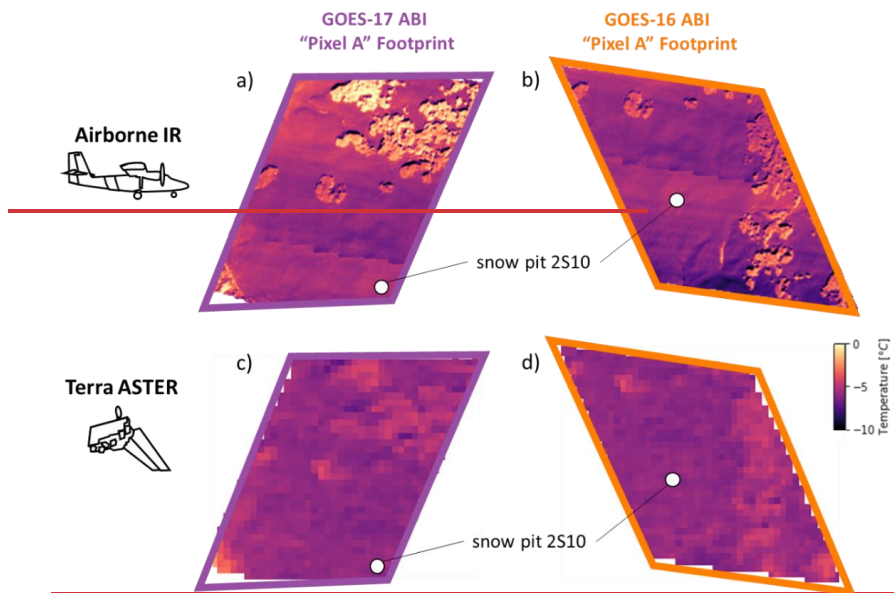 GOES-17 ABI
“Pixel A” Footprint
GOES-16 ABI
“Pixel A” Footprint
a)
b)
Airborne IR
snow pit 2S10
c)
d)
Terra ASTER
0
−5
−10
Temperature [°C]
snow pit 2S10